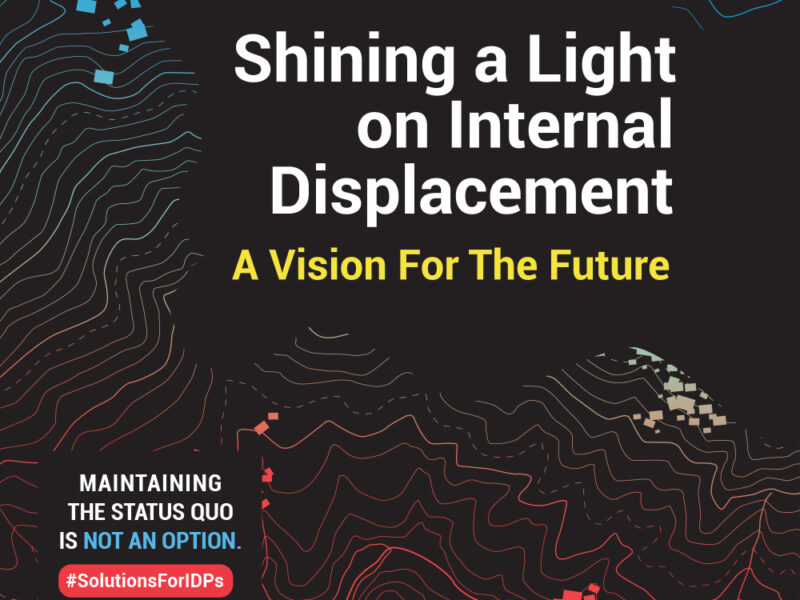 Shining a Light
on Internal
Displacement
A Vision For The Future
MAINTAINING
THE STATUS QUO
IS NOT AN OPTION.
#SolutionsForIDPs